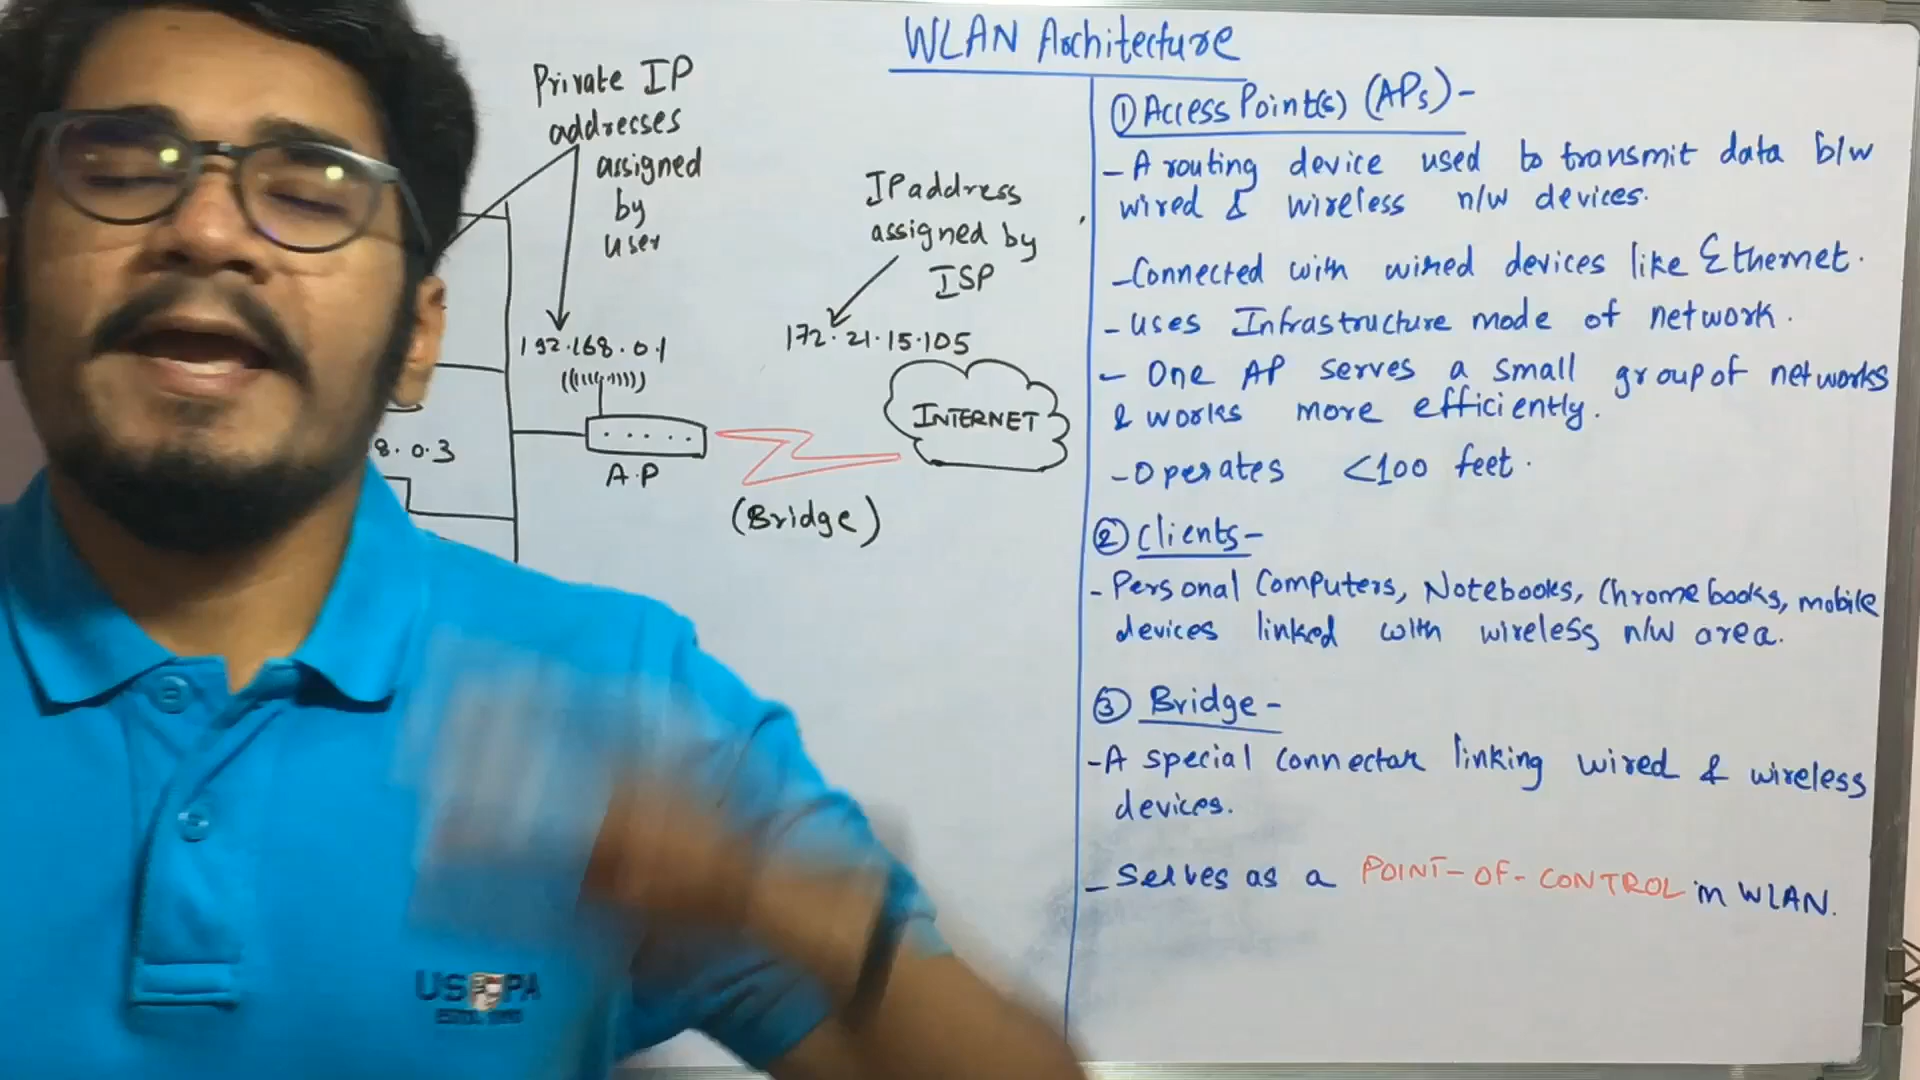 WLAN Architecture
Private IP
addresses
assigned
by
user
IP address
assigned by
ISP
192.168.0.1
172.21.15.105
INTERNET
8.0.3
A.P
(Bridge)
① Access Point(s) (APs) -
- A routing device used to transmit data b/w
wired & wireless n/w devices.
- Connected with wired devices like Ethernet.
- uses Infrastructure mode of network.
- One AP serves a small group of networks
& works more efficiently.
- Operates <100 feet.
② Clients -
- Personal Computers, Notebooks, Chromebooks, mobile
devices linked with wireless n/w area.
③ Bridge -
- A special connector linking wired & wireless
devices.
- Serves as a POINT-OF-CONTROL in WLAN.